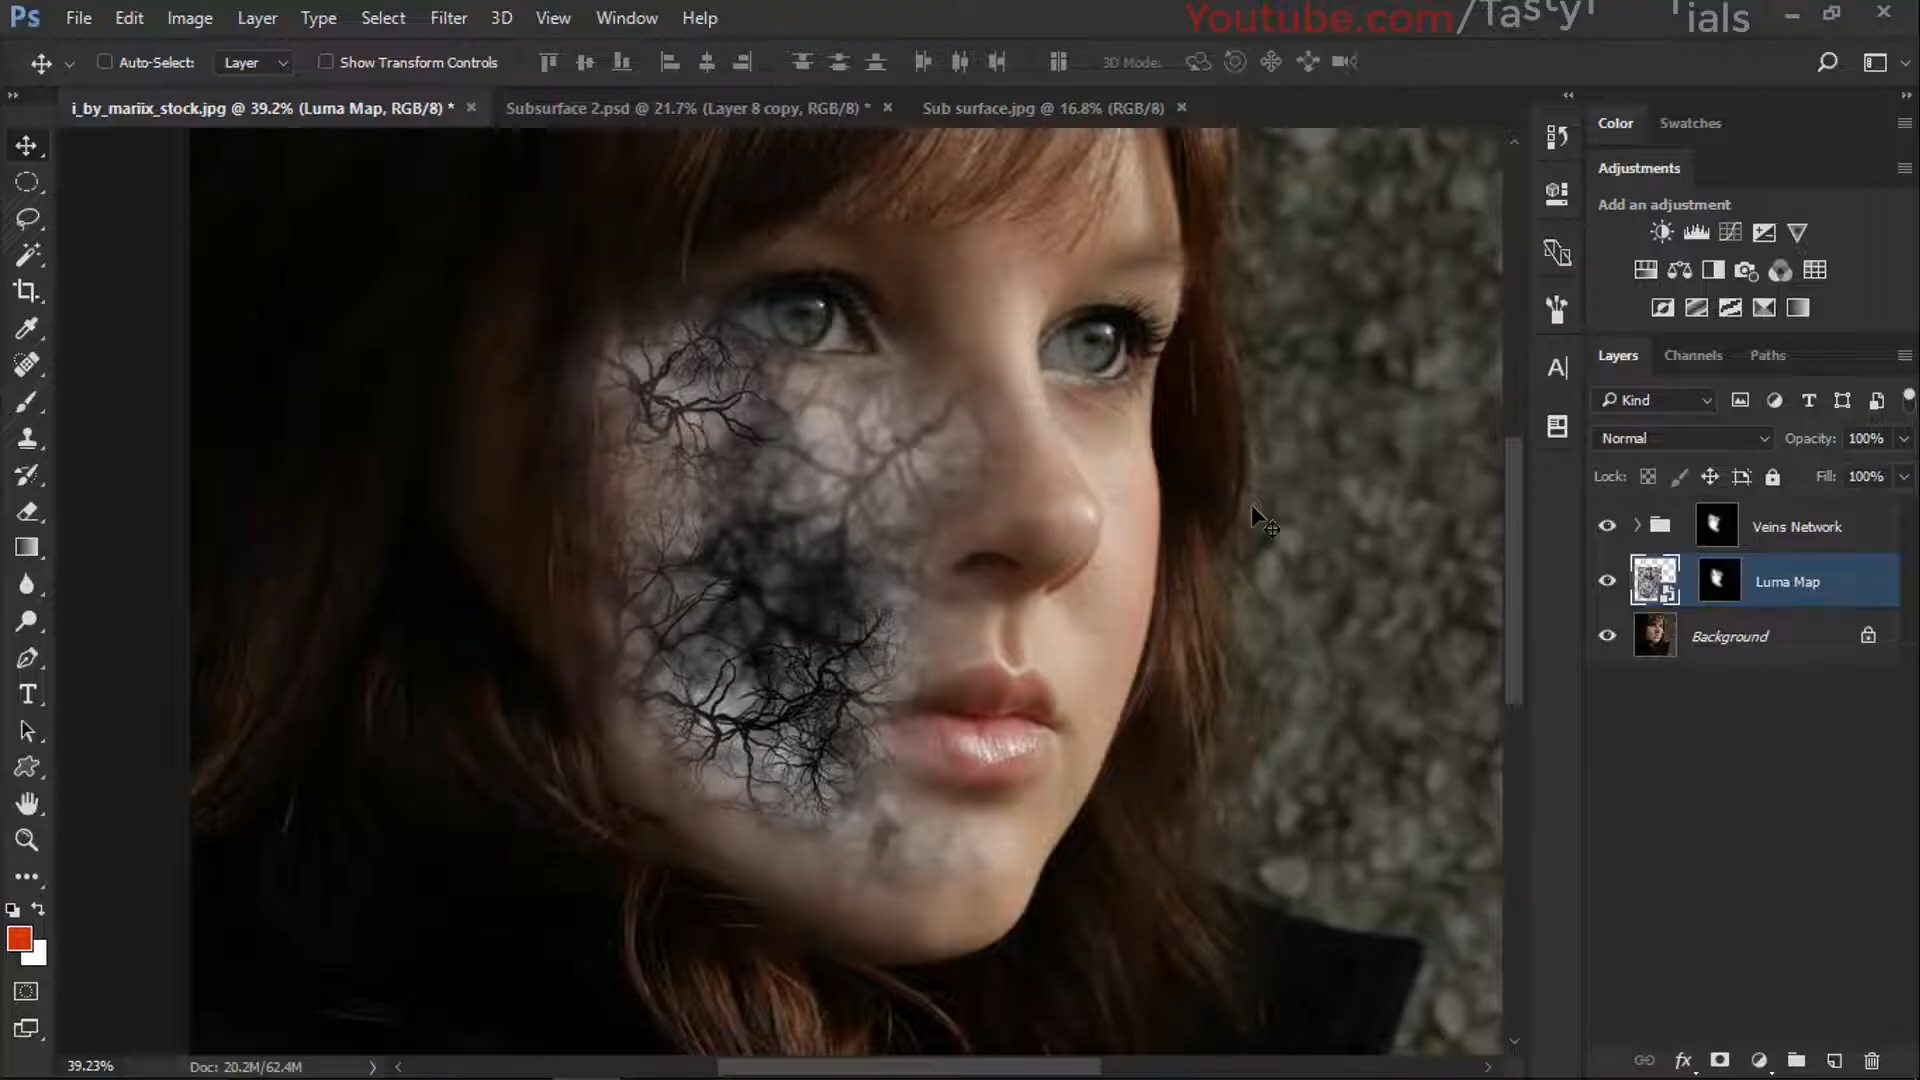 Ps File Edit Image Layer Type Select Filter 3D View Window Help
Youtube.com/Tasty ials
Auto-Select: Layer Show Transform Controls 3D Mode:
i_by_mariix_stock.jpg @ 39.2% (Luma Map, RGB/8) * Subsurface 2.psd @ 21.7% (Layer 8 copy, RGB/8) * Sub surface.jpg @ 16.8% (RGB/8)
Color Swatches
Adjustments
Add an adjustment
Layers Channels Paths
Kind
Normal Opacity: 100%
Lock: Fill: 100%
Veins Network
Luma Map
Background
39.23% Doc: 20.2M/62.4M